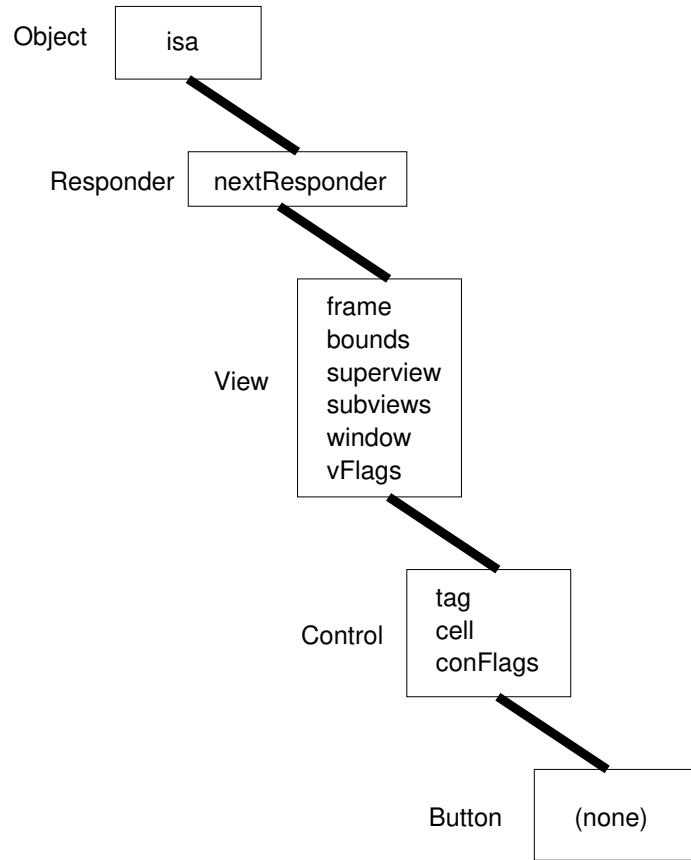 Object
isa
Responder
nextResponder
View
frame
bounds
superview
subviews
window
vFlags
Control
tag
cell
conFlags
Button
(none)